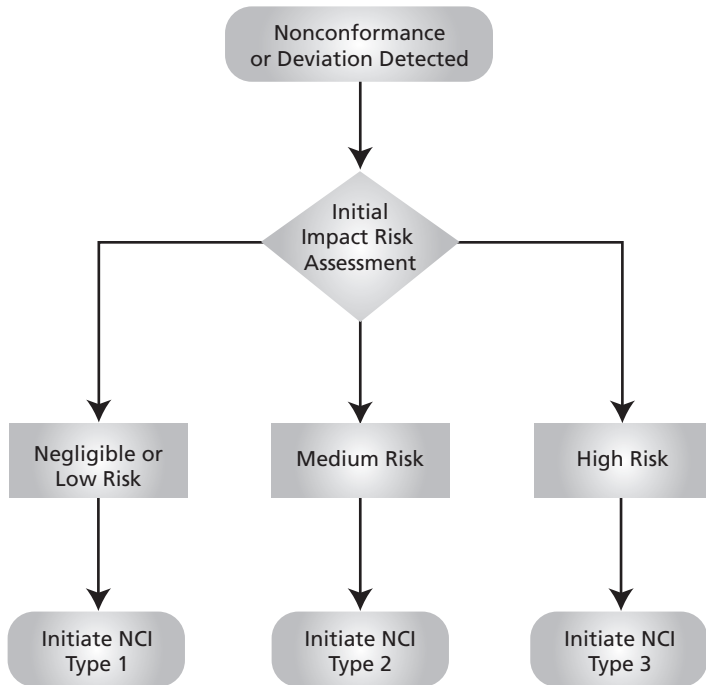 Nonconformance
or Deviation Detected
Initial
Impact Risk
Assessment
Negligible or
Low Risk
Medium Risk
High Risk
Initiate NCI
Type 1
Initiate NCI
Type 2
Initiate NCI
Type 3